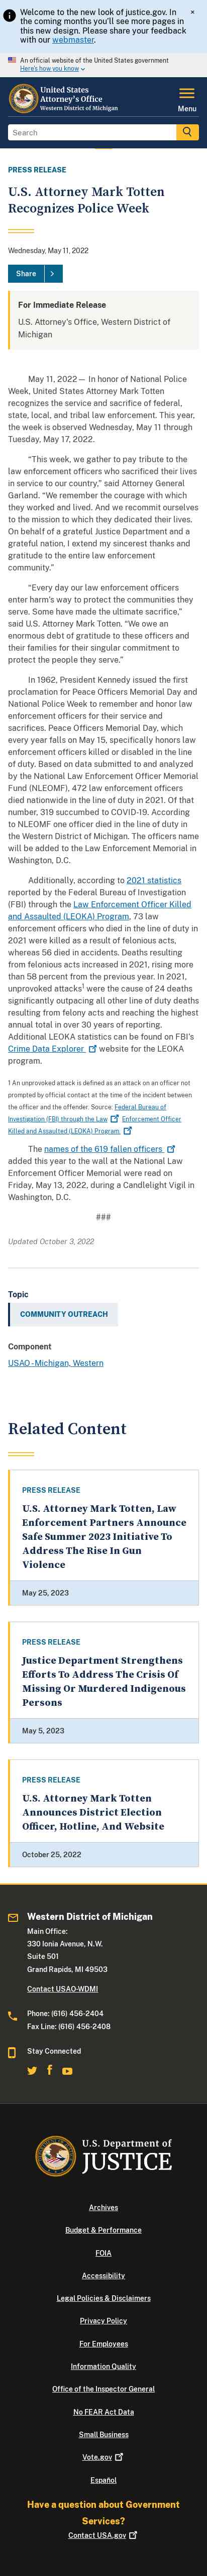 Welcome to the new look of justice.gov. In
the coming months you'll see more pages in
this new design. Please share your feedback
with our webmaster.
×
An official website of the United States government
Here's how you know
United States
Attorney's Office
Western District of Michigan
Menu
Search
PRESS RELEASE
U.S. Attorney Mark Totten
Recognizes Police Week
Wednesday, May 11, 2022
Share
For Immediate Release
U.S. Attorney's Office, Western District of
Michigan
May 11, 2022— In honor of National Police
Week, United States Attorney Mark Totten
recognizes the service and sacrifice of federal,
state, local, and tribal law enforcement. This year,
the week is observed Wednesday, May 11 through
Tuesday, May 17, 2022.
“This week, we gather to pay tribute to the
law enforcement officers who sacrificed their lives
in service to our country,” said Attorney General
Garland. “We remember the courage with which
they worked and lived. And we recommit ourselves
to the mission to which they dedicated their lives.
On behalf of a grateful Justice Department and a
grateful nation, I extend my sincerest thanks and
gratitude to the entire law enforcement
community.”
“Every day our law enforcement officers
enter harm's way to protect the communities they
serve. Some have made the ultimate sacrifice,”
said U.S. Attorney Mark Totten. “We owe an
enormous debt of gratitude to these officers and
their families, and to all the officers still working
tirelessly to protect the people they serve.”
In 1962, President Kennedy issued the first
proclamation for Peace Officers Memorial Day and
National Police Week to remember and honor law
enforcement officers for their service and
sacrifices. Peace Officers Memorial Day, which
every year falls on May 15, specifically honors law
enforcement officers killed or disabled in the line
of duty. Based on data submitted to and analyzed
by the National Law Enforcement Officer Memorial
Fund (NLEOMF), 472 law enforcement officers
died nationwide in the line of duty in 2021. Of that
number, 319 succumbed to COVID-19. According
to NLEOMF one officer died in the line of duty in
the Western District of Michigan. The officers will
be honored as part of the memorial in
Washington, D.C.
Additionally, according to 2021 statistics
reported by the Federal Bureau of Investigation
(FBI) through the Law Enforcement Officer Killed
and Assaulted (LEOKA) Program, 73 law
enforcement officers died in the line of duty in
2021 as a result of felonious acts, while 56 law
enforcement officers died in accidents. Deaths
resulting from felonious acts increased in 2021,
rising more than 58 percent from the previous year. In 2021,
unprovoked attacks1 were the cause of 24
deaths significantly outpacing all other line of
duty deaths and reaching the highest annual total
in over 30 years of reporting.
Additional LEOKA statistics can be found on FBI's
Crime Data Explorer for the LEOKA
program.
1 An unprovoked attack is defined as an attack on officer not
prompted by official contact at the time of the incident between
the officer and the offender. Source: Federal Bureau of
Investigation (FBI) through the Law Enforcement Officer
Killed and Assaulted (LEOKA) Program.
The names of the 619 fallen officers
added this year to the wall at the National Law
Enforcement Officers' Memorial were read on
Friday, May 13, 2022, during a Candlelight Vigil in
Washington, D.C.
###
Updated October 3, 2022
Topic
COMMUNITY OUTREACH
Component
USAO - Michigan, Western
Related Content
PRESS RELEASE
U.S. Attorney Mark Totten, Law
Enforcement Partners Announce
Safe Summer 2023 Initiative To
Address The Rise In Gun
Violence
May 25, 2023
PRESS RELEASE
Justice Department Strengthens
Efforts To Address The Crisis Of
Missing Or Murdered Indigenous
Persons
May 5, 2023
PRESS RELEASE
U.S. Attorney Mark Totten
Announces District Election
Officer, Hotline, And Website
October 25, 2022
Western District of Michigan
Main Office:
330 Ionia Avenue, N.W.
Suite 501
Grand Rapids, MI 49503
Contact USAO-WDMI
Phone: (616) 456-2404
Fax Line: (616) 456-2408
Stay Connected
U.S. Department of
JUSTICE
Archives
Budget & Performance
FOIA
Accessibility
Legal Policies & Disclaimers
Privacy Policy
For Employees
Information Quality
Office of the Inspector General
No FEAR Act Data
Small Business
Vote.gov
Español
Have a question about Government
Services?
Contact USA.gov